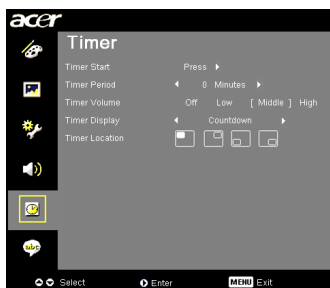 acer
Timer
Timer Start Press
Timer Period 0 Minutes
Timer Volume Off Low [ Middle ] High
Timer Display Countdown
Timer Location
abc
Select Enter MENU Exit